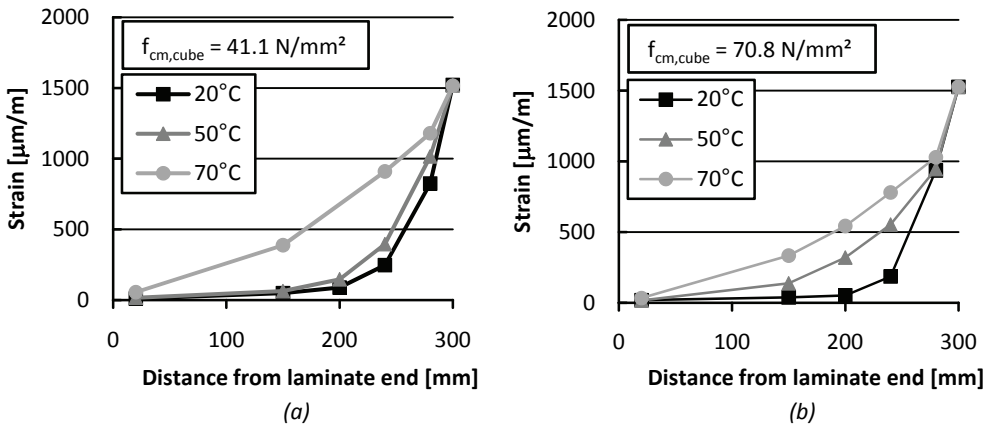 2000
1500
1000
500
0
Strain [µm/m]
f_cm,cube = 41.1 N/mm²
20°C
50°C
70°C
0 100 200 300
Distance from laminate end [mm]
(a)
2000
1500
1000
500
0
Strain [µm/m]
f_cm,cube = 70.8 N/mm²
20°C
50°C
70°C
0 100 200 300
Distance from laminate end [mm]
(b)